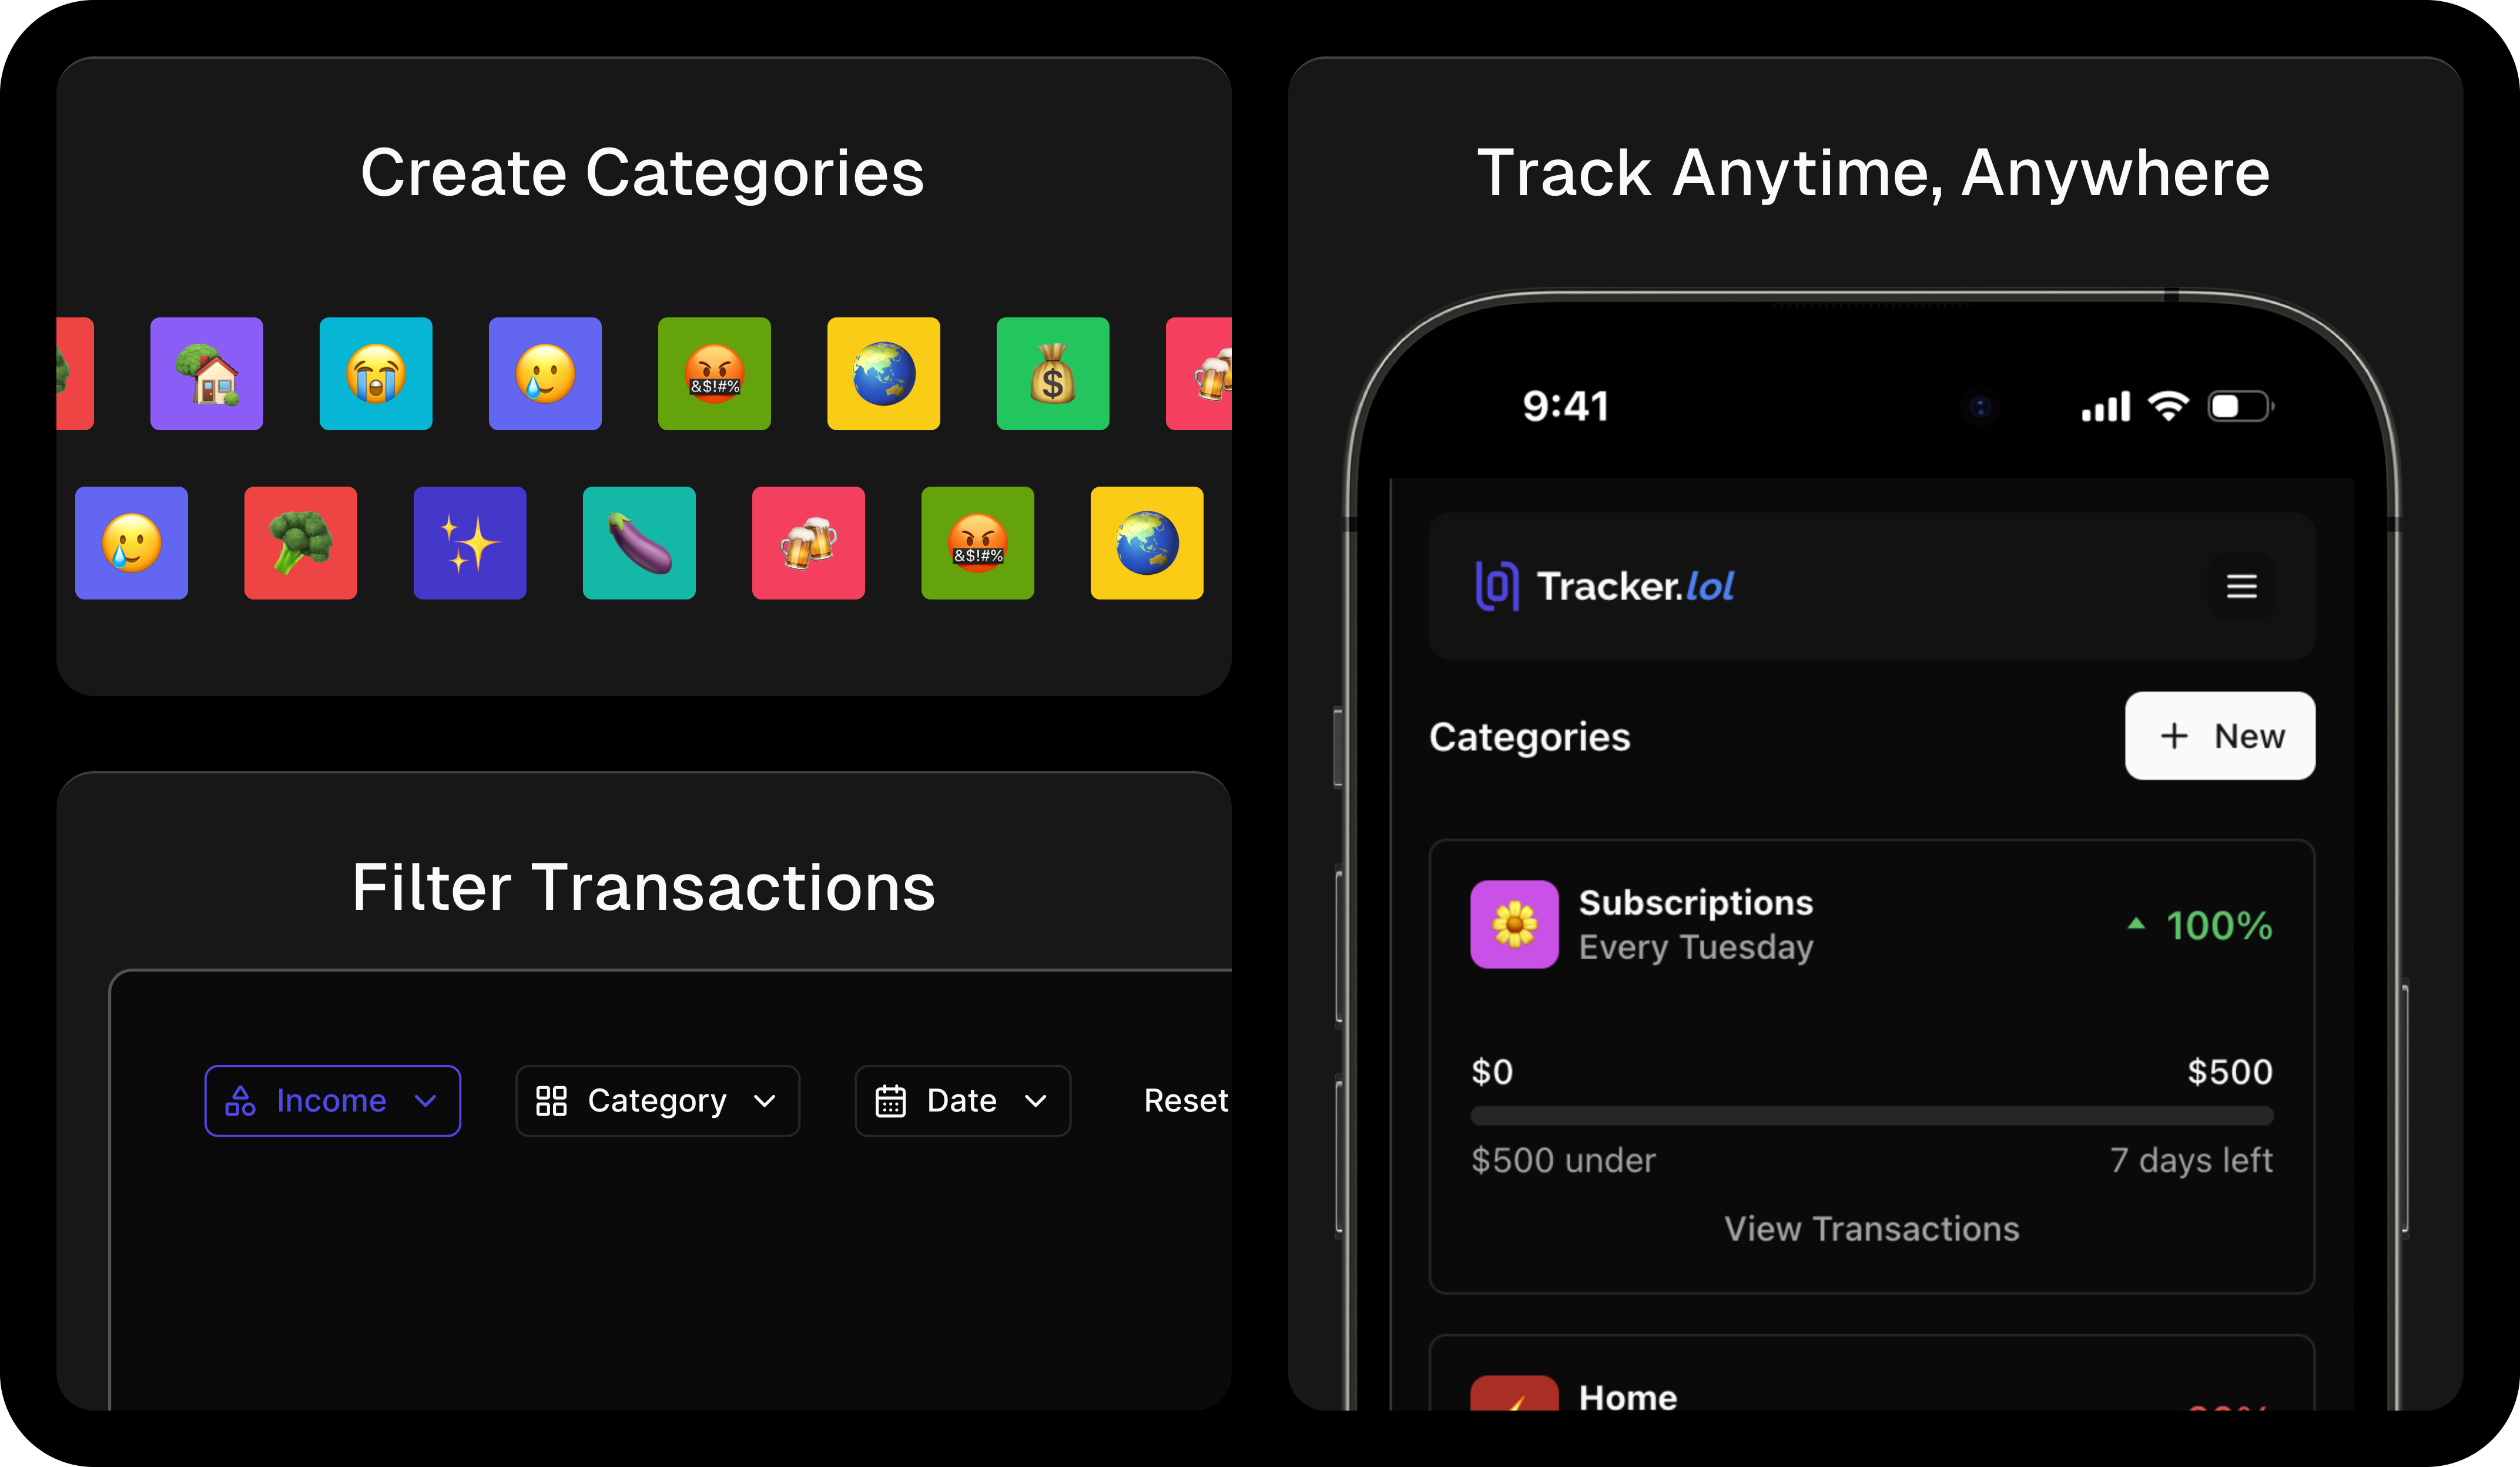 Create Categories
&$!#%
&$!#%
Filter Transactions
Income
Category
Date
Reset
Track Anytime, Anywhere
9:41
Tracker.lol
Categories
+ New
Subscriptions
Every Tuesday
100%
$0
$500
$500 under
7 days left
View Transactions
Home